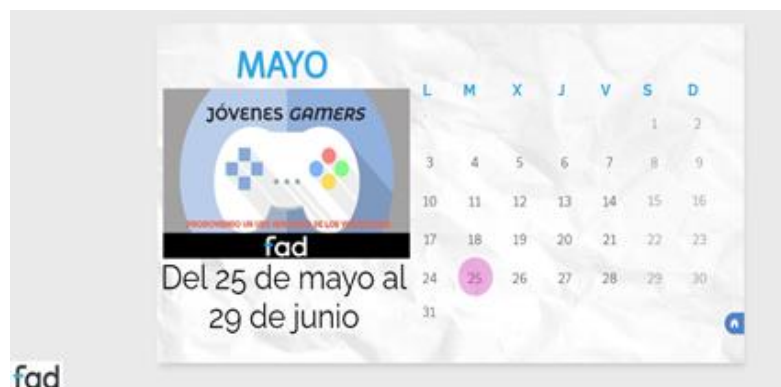 MAYO
JÓVENES GAMERS
fad
Del 25 de mayo al
29 de junio
L M X J V S D
1 2
3 4 5 6 7 8 9
10 11 12 13 14 15 16
17 18 19 20 21 22 23
24 25 26 27 28 29 30
31
fad